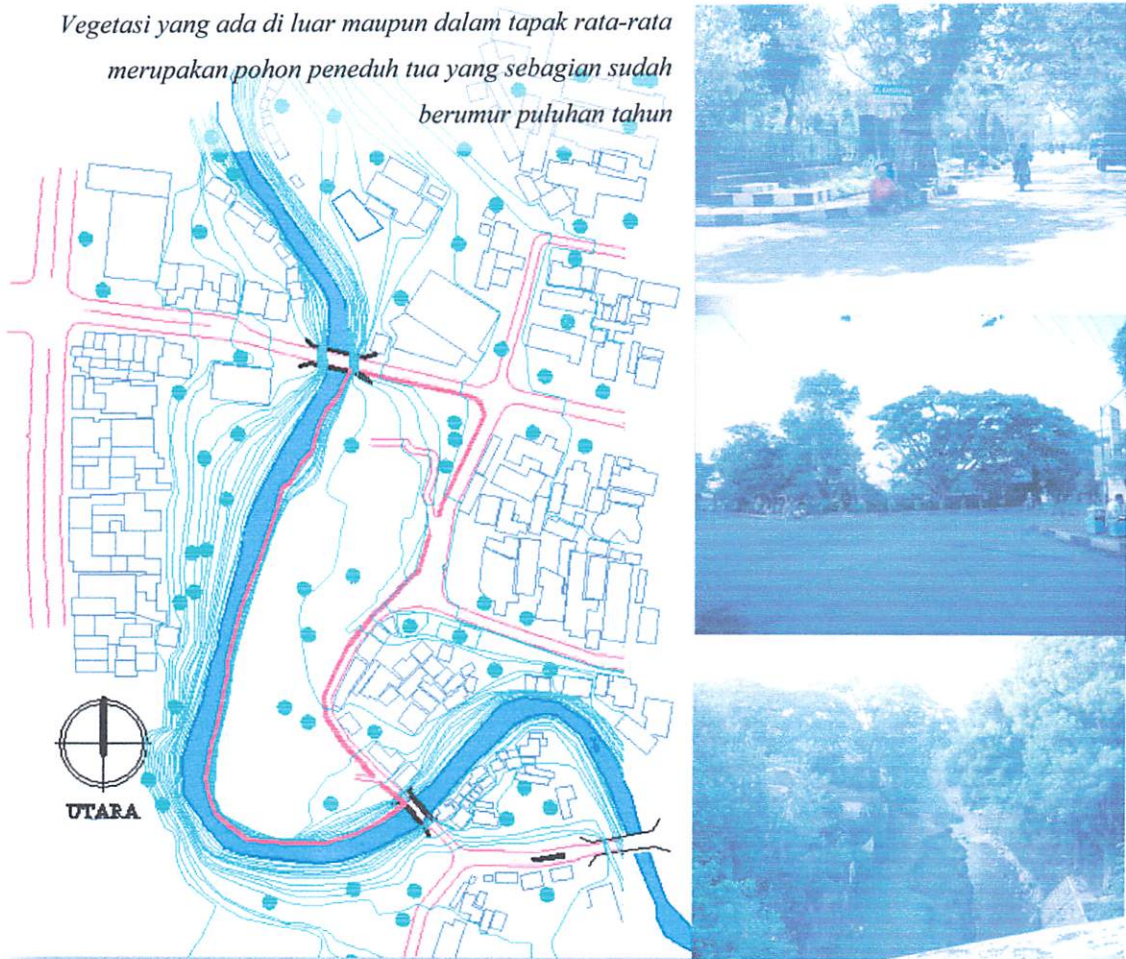 Vegetasi yang ada di luar maupun dalam tapak rata-rata
merupakan pohon peneduh tua yang sebagian sudah
berumur puluhan tahun
UTARA